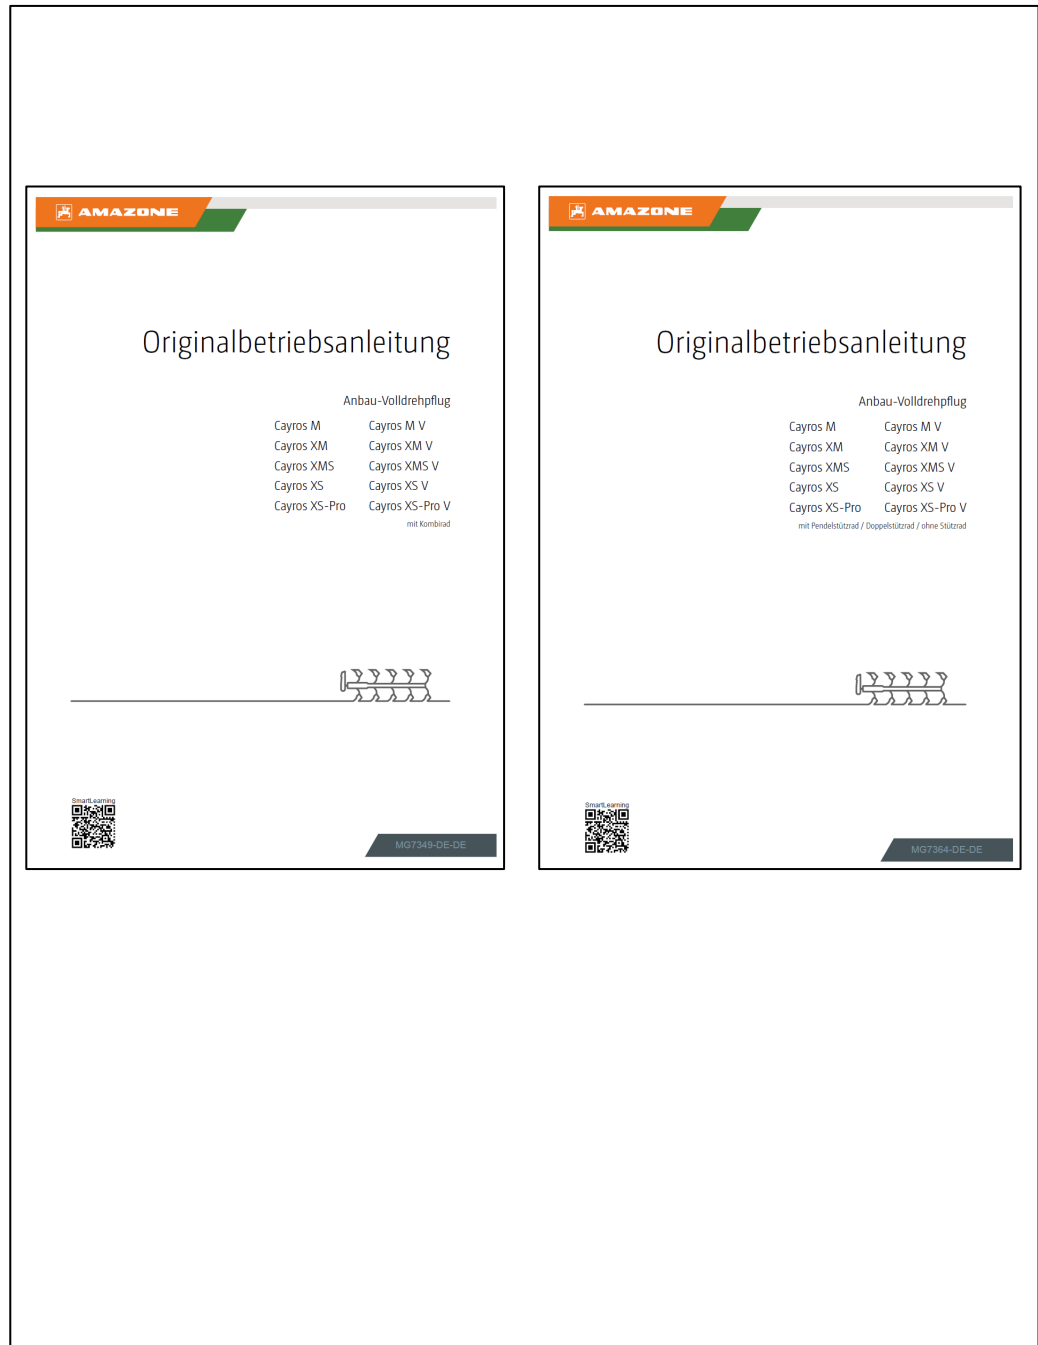 AMAZONE
Originalbetriebsanleitung
Anbau-Volldrehpflug
Cayros M Cayros M V
Cayros XM Cayros XM V
Cayros XMS Cayros XMS V
Cayros XS Cayros XS V
Cayros XS-Pro Cayros XS-Pro V
mit Kombirad
SmartLearning
MG7349-DE-DE
AMAZONE
Originalbetriebsanleitung
Anbau-Volldrehpflug
Cayros M Cayros M V
Cayros XM Cayros XM V
Cayros XMS Cayros XMS V
Cayros XS Cayros XS V
Cayros XS-Pro Cayros XS-Pro V
mit Pendelstützrad / Doppelstützrad / ohne Stützrad
SmartLearning
MG7364-DE-DE